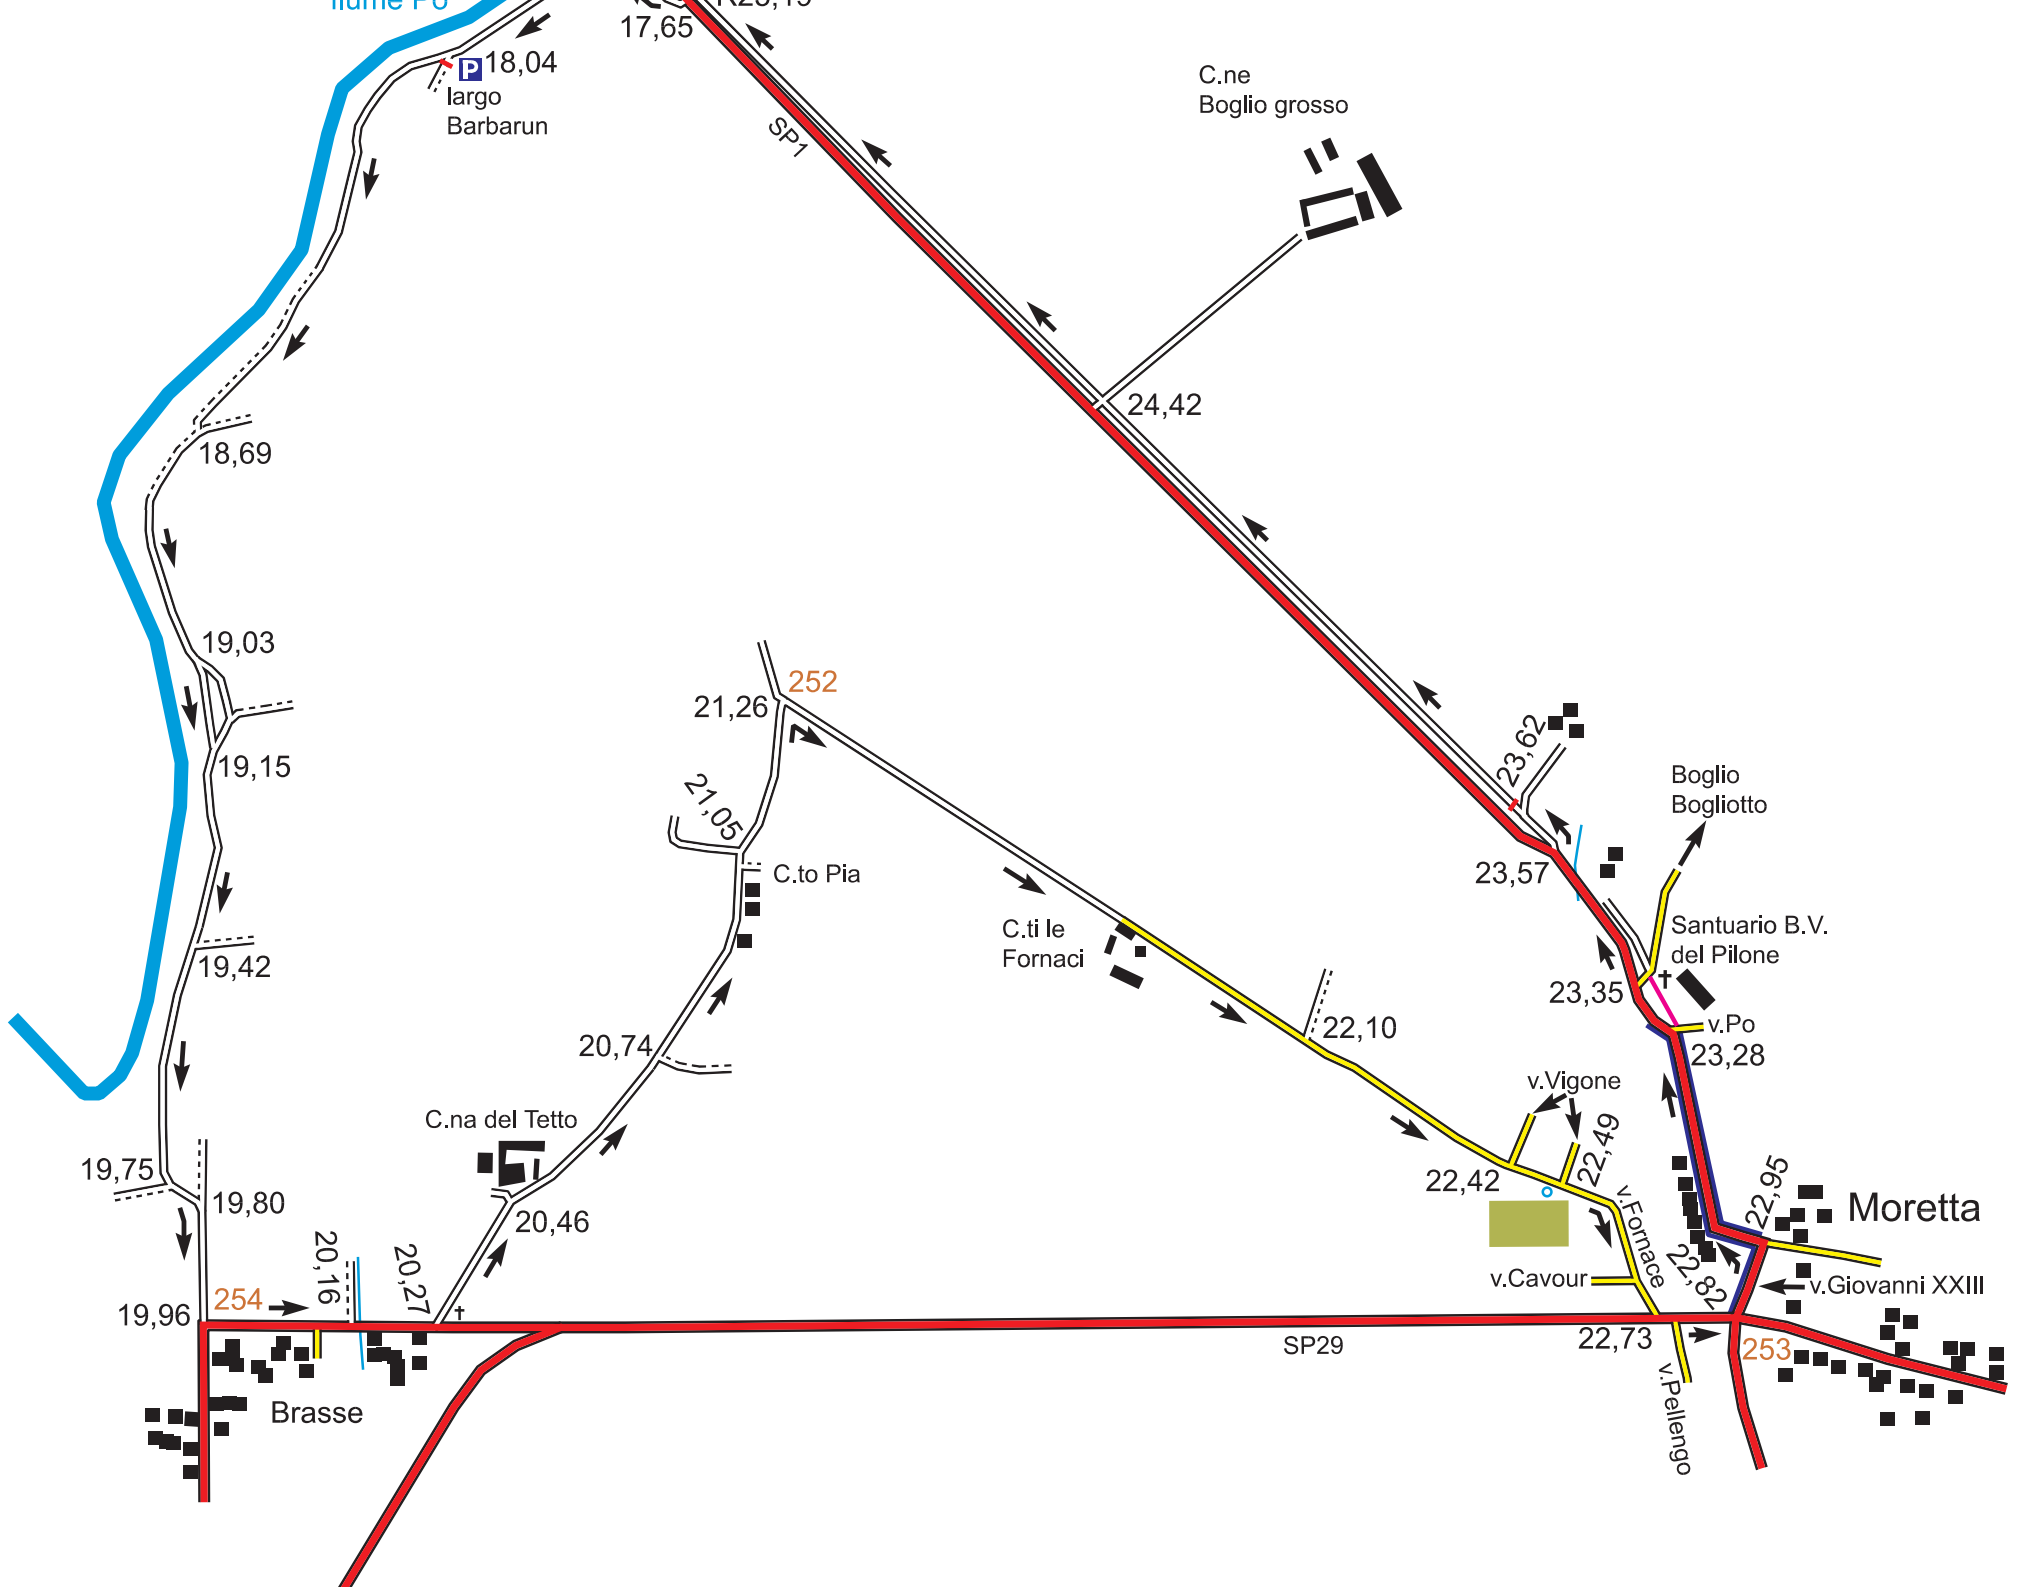 fiume Po
17,65
R25,19
P 18,04
largo
Barbarun
SP1
C.ne
Boglio grosso
24,42
18,69
19,03
19,15
252
21,26
21,05
C.to Pia
23,62
Boglio
Bogliotto
23,57
Santuario B.V.
del Pilone
C.ti le
Fornaci
19,42
23,35
v.Po
23,28
22,10
20,74
v.Vigone
22,49
C.na del Tetto
19,75
19,80
20,46
22,42
v.Fornace
22,95
Moretta
20,16
20,27
v.Cavour
22,82
v.Giovanni XXIII
254
19,96
SP29
22,73
253
v.Pellengo
Brasse